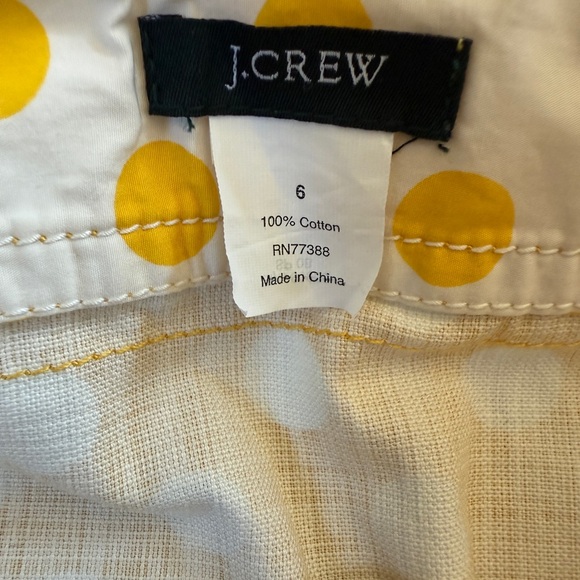 J.CREW
6
100% Cotton
RN77388
Made in China